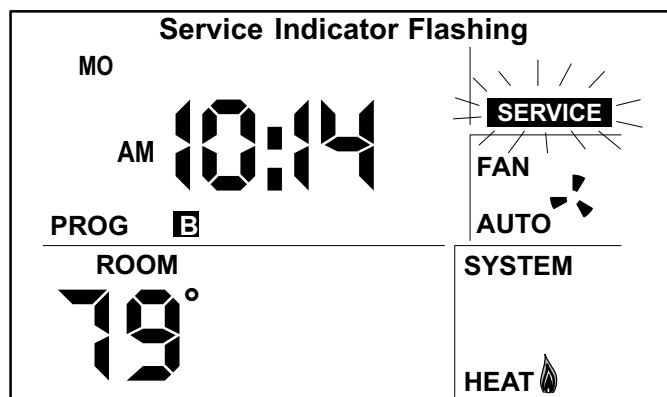 Service Indicator Flashing
MO
AM 10:14
SERVICE
FAN
AUTO
PROG B
ROOM
79°
SYSTEM
HEAT